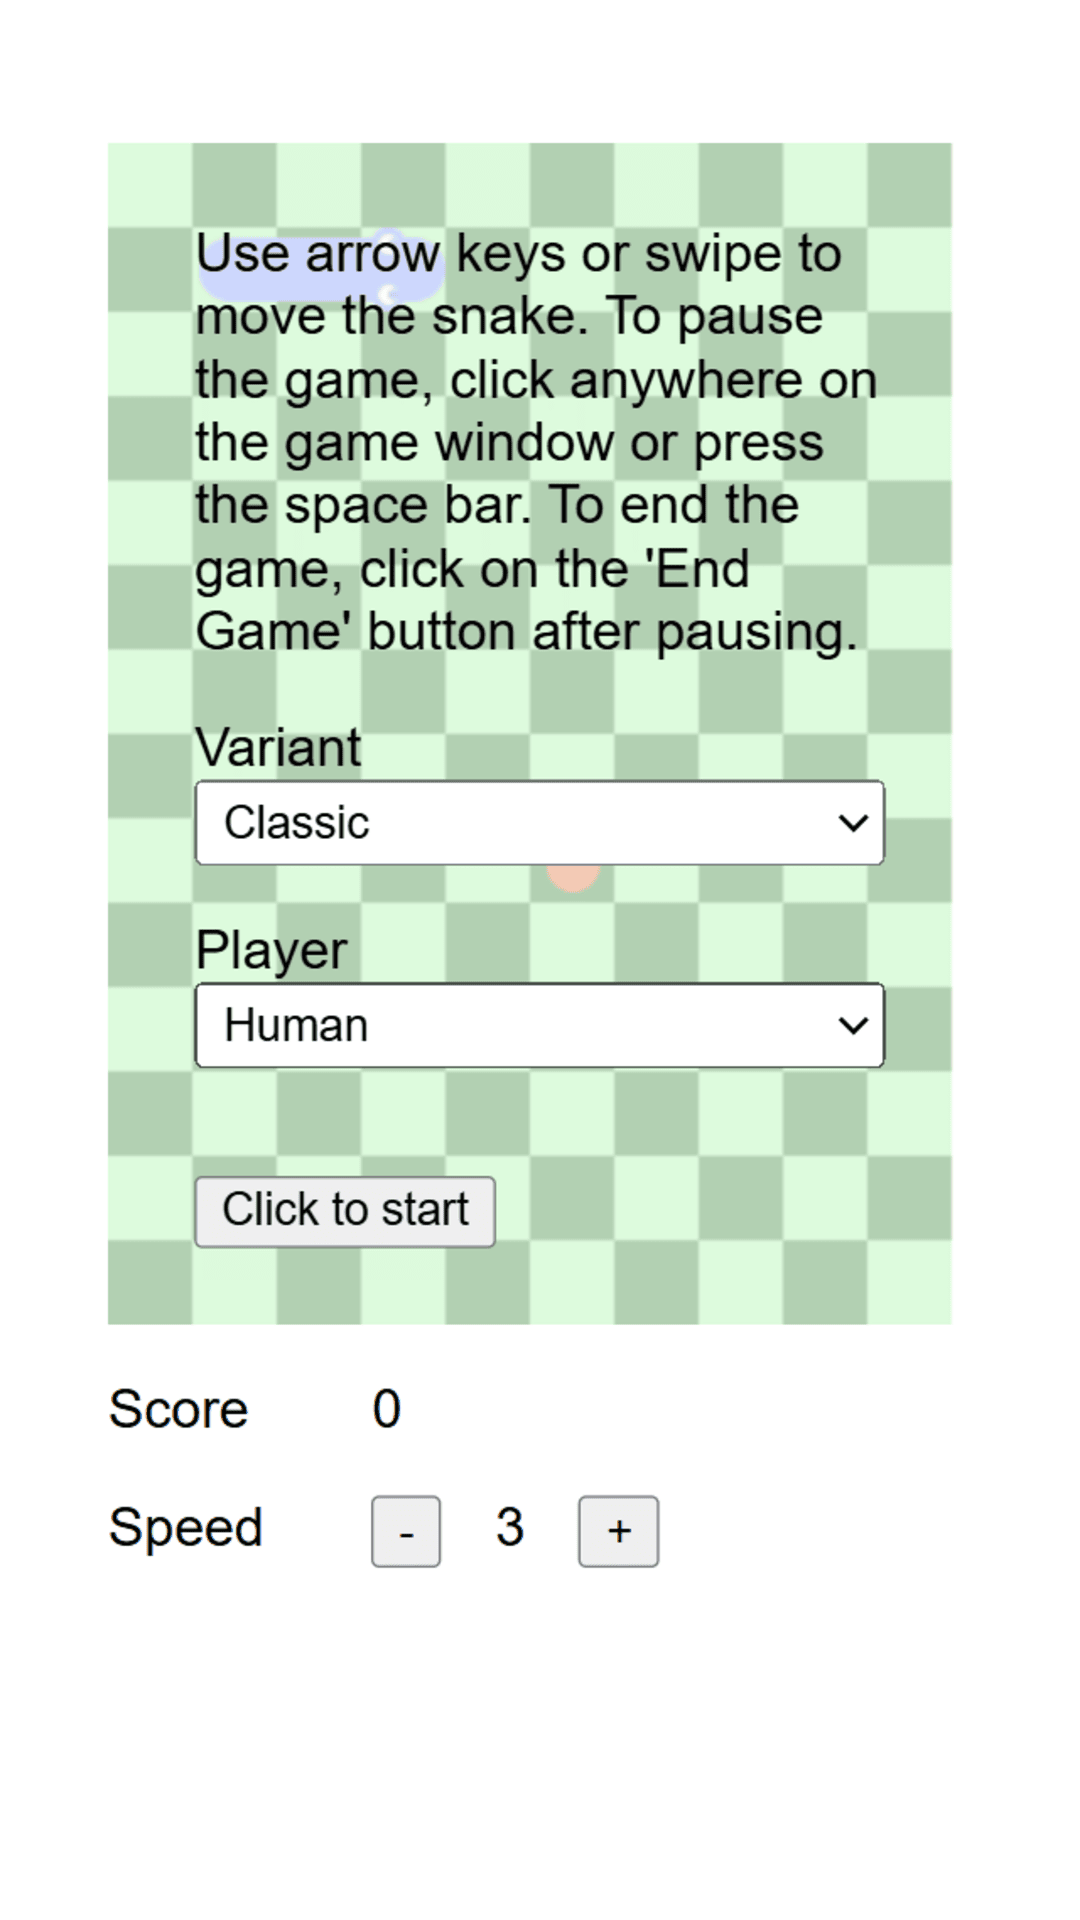 Use arrow keys or swipe to
move the snake. To pause
the game, click anywhere on
the game window or press
the space bar. To end the
game, click on the 'End
Game' button after pausing.
Variant
Classic
Player
Human
Click to start
Score 0
Speed - 3 +